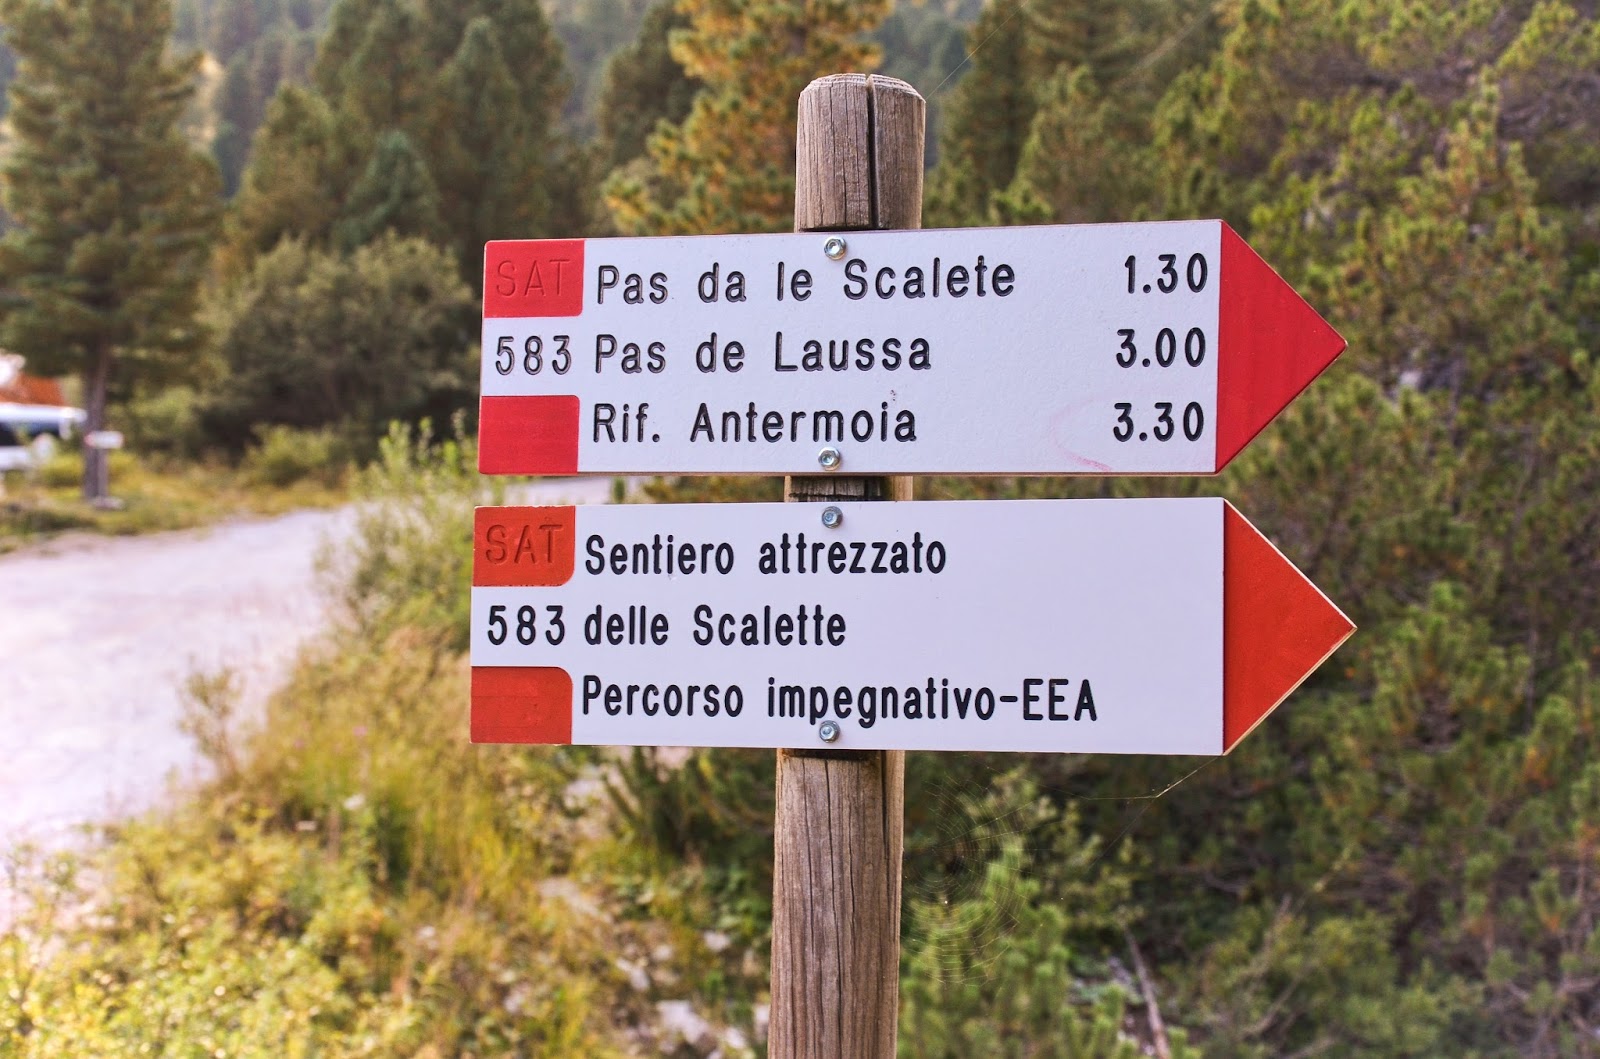 SAT Pas da le Scalete 1.30
583 Pas de Laussa 3.00
Rif. Antermoia 3.30
SAT Sentiero attrezzato
583 delle Scalette
Percorso impegnativo-EEA